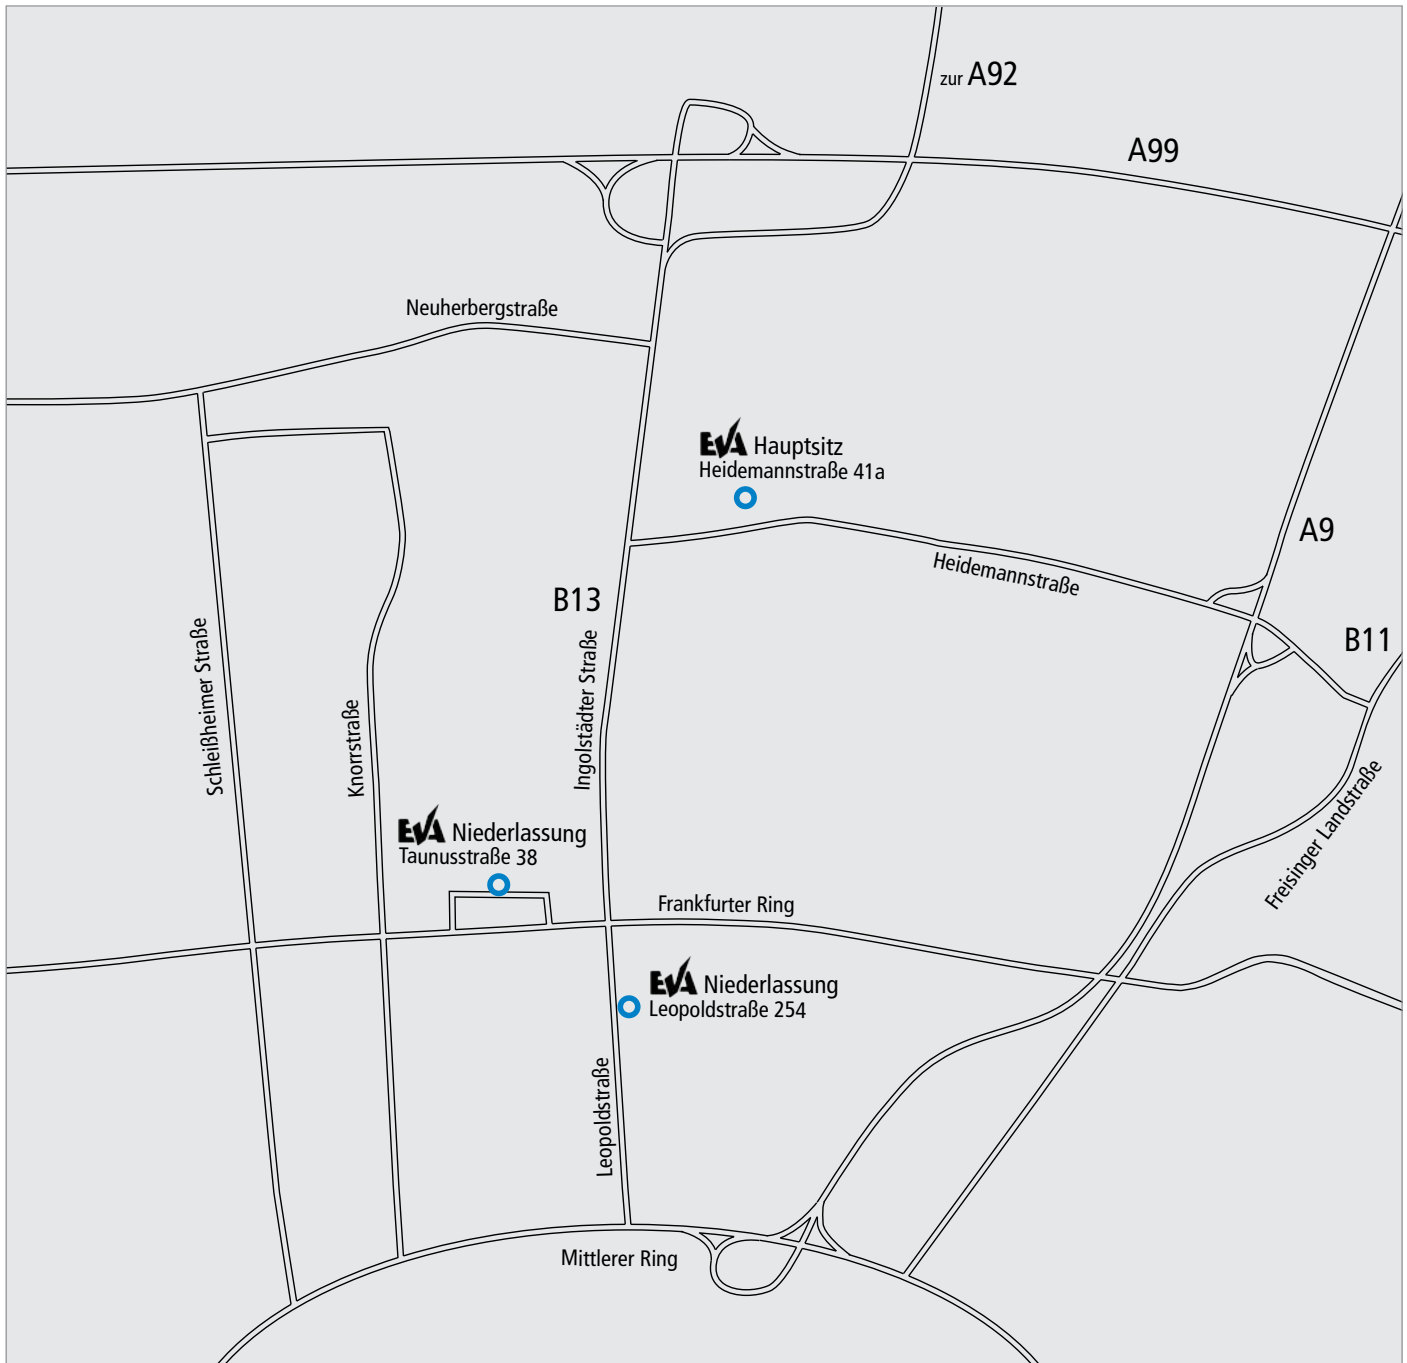 zur A92
A99
Neuherbergstraße
EVA Hauptsitz
Heidemannstraße 41a
A9
Heidemannstraße
B13
B11
Schleißheimer Straße
Ingolstädter Straße
Knorrstraße
Freisinger Landstraße
EVA Niederlassung
Taunusstraße 38
Frankfurter Ring
EVA Niederlassung
Leopoldstraße 254
Leopoldstraße
Mittlerer Ring